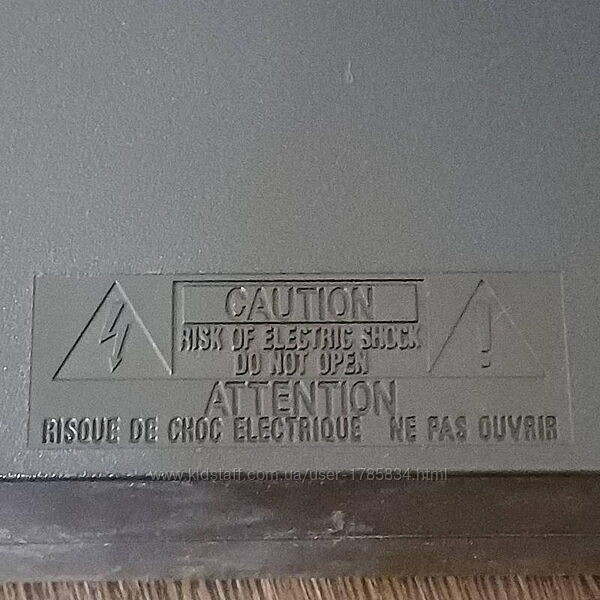 CAUTION
RISK OF ELECTRIC SHOCK
DO NOT OPEN
ATTENTION
RISQUE DE CHOC ELECTRIQUE NE PAS OUVRIR
www.kidstaff.com.ua/user-1785834.html